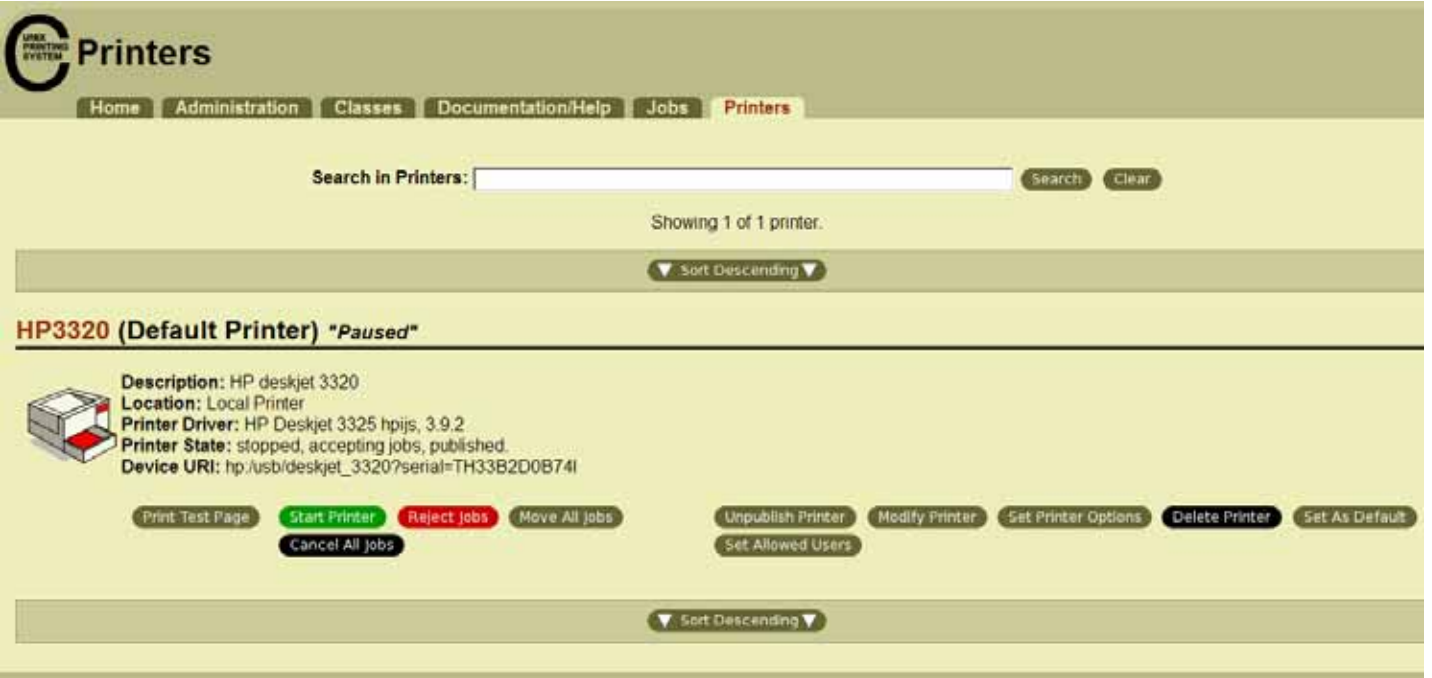 UNIX
PRINTING
SYSTEM
Printers
Home Administration Classes Documentation/Help Jobs Printers
Search in Printers: Search Clear
Showing 1 of 1 printer.
▼ Sort Descending ▼
HP3320 (Default Printer) "Paused"
Description: HP deskjet 3320
Location: Local Printer
Printer Driver: HP Deskjet 3325 hpijs, 3.9.2
Printer State: stopped, accepting jobs, published.
Device URI: hp:/usb/deskjet_3320?serial=TH33B2D0B74I
Print Test Page Start Printer Reject Jobs Move All Jobs Unpublish Printer Modify Printer Set Printer Options Delete Printer Set As Default
Cancel All Jobs Set Allowed Users
▼ Sort Descending ▼